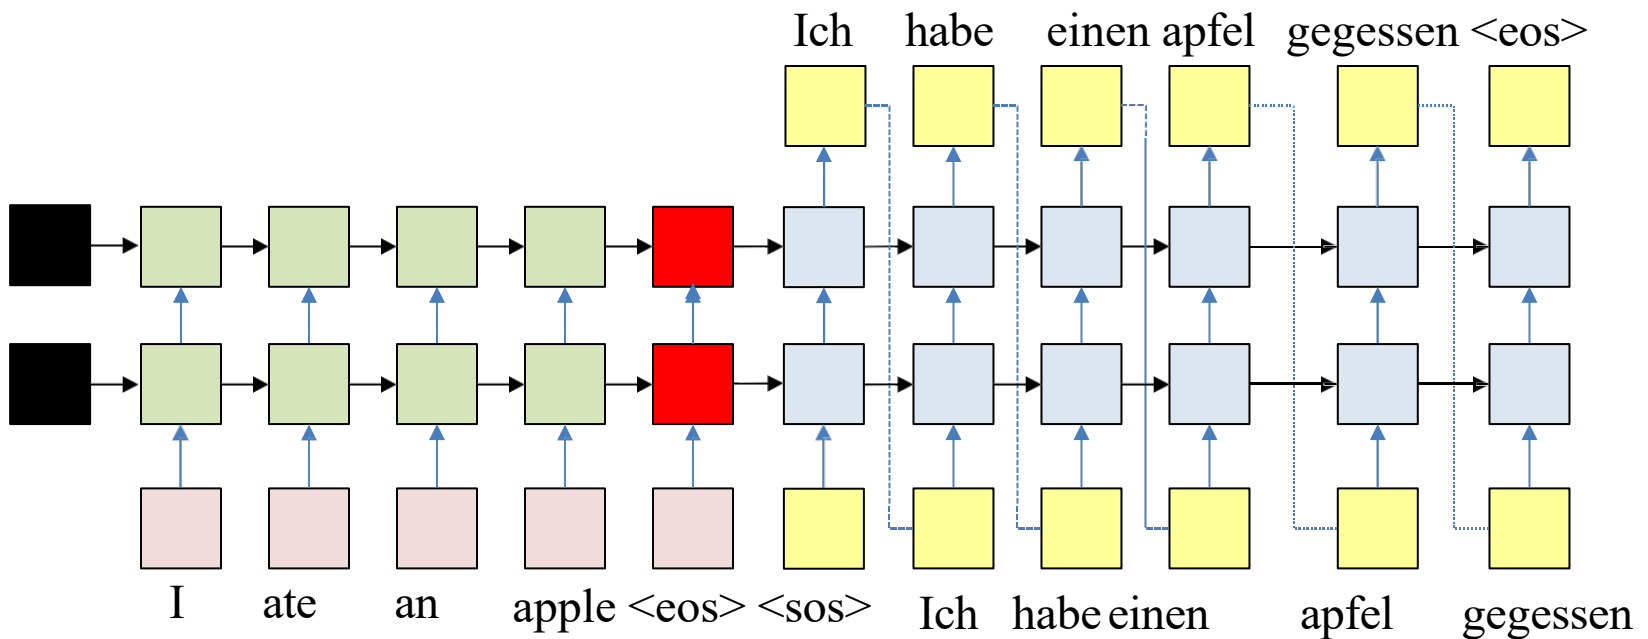 Ich habe einen apfel gegessen <eos>
I ate an apple <eos> <sos> Ich habe einen apfel gegessen